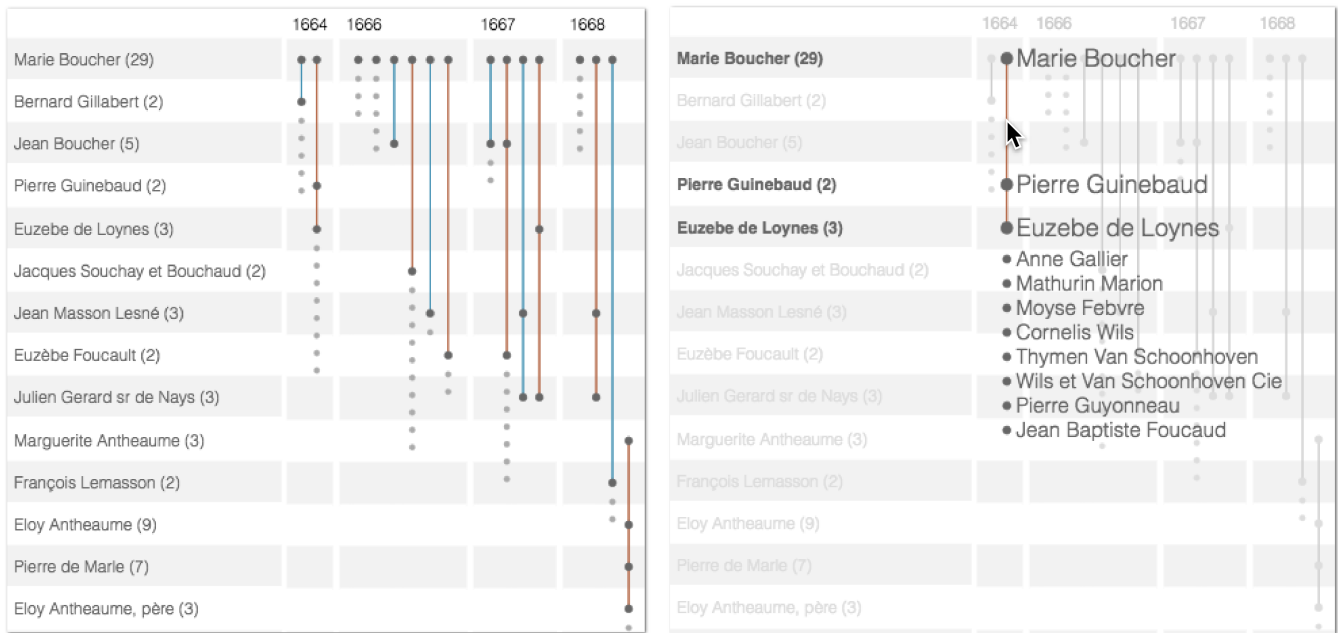 1664 1666 1667 1668
Marie Boucher (29)
Bernard Gillabert (2)
Jean Boucher (5)
Pierre Guinebaud (2)
Euzebe de Loynes (3)
Jacques Souchay et Bouchaud (2)
Jean Masson Lesné (3)
Euzèbe Foucault (2)
Julien Gerard sr de Nays (3)
Marguerite Antheaume (3)
François Lemasson (2)
Eloy Antheaume (9)
Pierre de Marle (7)
Eloy Antheaume, père (3)
1664 1666 1667 1668
Marie Boucher (29) Marie Boucher
Bernard Gillabert (2)
Jean Boucher (5)
Pierre Guinebaud (2) Pierre Guinebaud
Euzebe de Loynes (3) Euzebe de Loynes
Anne Gallier
Jacques Souchay et Bouchaud (2)
Mathurin Marion
Jean Masson Lesné (3) Moyse Febvre
Cornelis Wils
Euzèbe Foucault (2) Thymen Van Schoonhoven
Wils et Van Schoonhoven Cie
Julien Gerard sr de Nays (3)
Pierre Guyonneau
Marguerite Antheaume (3) Jean Baptiste Foucaud
François Lemasson (2)
Eloy Antheaume (9)
Pierre de Marle (7)
Eloy Antheaume, père (3)